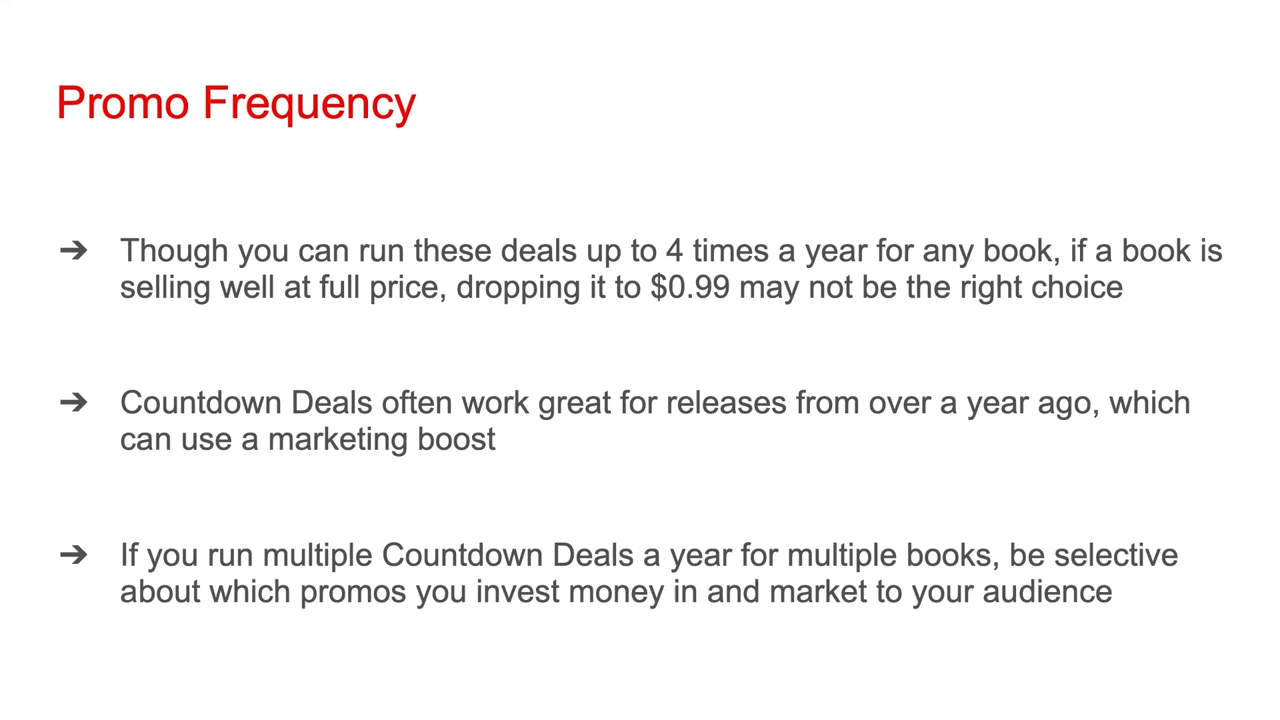 Promo Frequency
➔ Though you can run these deals up to 4 times a year for any book, if a book is
selling well at full price, dropping it to $0.99 may not be the right choice
➔ Countdown Deals often work great for releases from over a year ago, which
can use a marketing boost
➔ If you run multiple Countdown Deals a year for multiple books, be selective
about which promos you invest money in and market to your audience